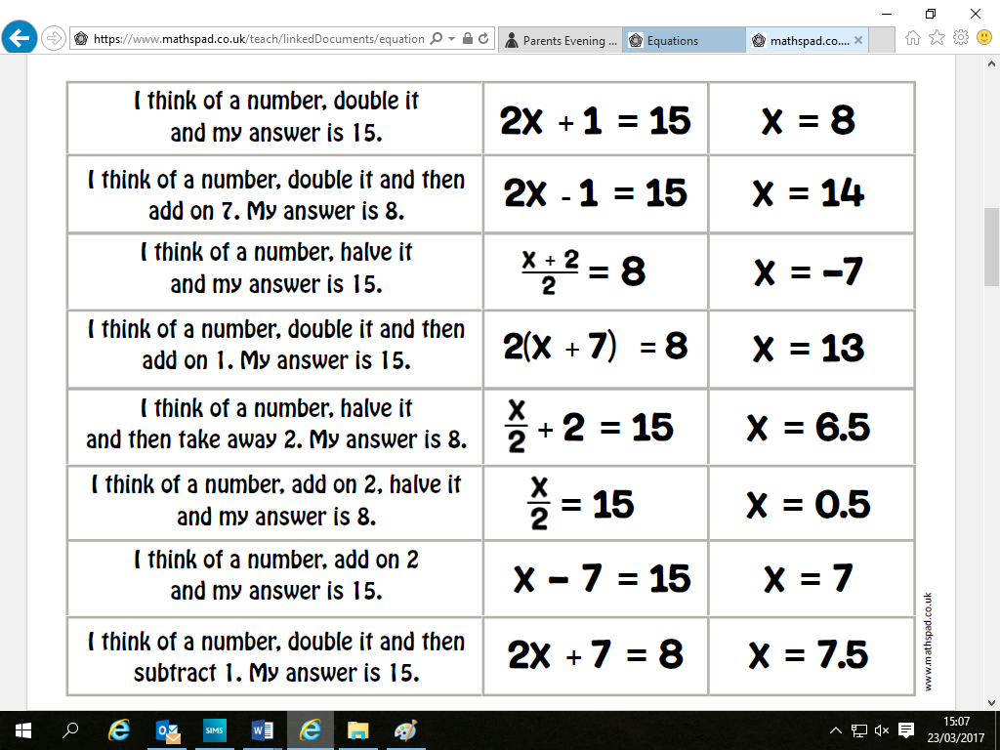 https://www.mathspad.co.uk/teach/linkedDocuments/equation
Parents Evening ...
Equations
mathspad.co....
I think of a number, double it
and my answer is 15.
2x + 1 = 15
x = 8
I think of a number, double it and then
add on 7. My answer is 8.
2x - 1 = 15
x = 14
I think of a number, halve it
and my answer is 15.
x + 2
2
= 8
x = –7
I think of a number, double it and then
add on 1. My answer is 15.
2(x + 7) = 8
x = 13
I think of a number, halve it
and then take away 2. My answer is 8.
x
2
+ 2 = 15
x = 6.5
I think of a number, add on 2, halve it
and my answer is 8.
x
2
= 15
x = 0.5
I think of a number, add on 2
and my answer is 15.
x – 7 = 15
x = 7
I think of a number, double it and then
subtract 1. My answer is 15.
2x + 7 = 8
x = 7.5
www.mathspad.co.uk
SIMS
15:07
23/03/2017